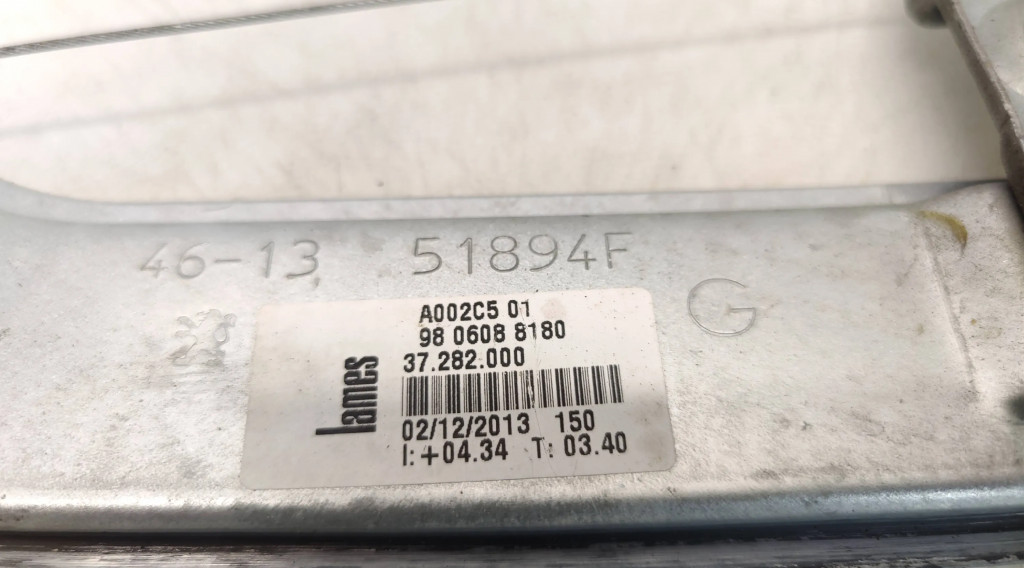 46-13 51894F
G
A002C5 01
98 0608 8180
37.282.000
lames
02/12/2013 150
I:+04.34 T: 03.40